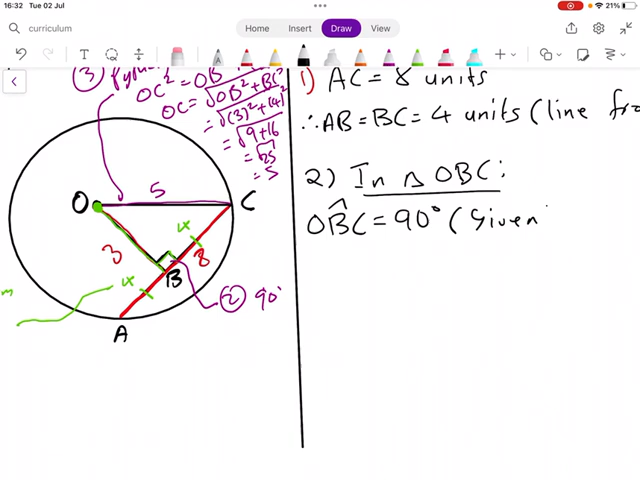 16:32 Tue 02 Jul
21%
curriculum
Home Insert Draw View
③
OC² = OB
OC = √OB² + BC²
= √(3)² + (4)²
= √9+16
= √25
= 5
O
5
C
3
8
B
② 90°
A
m
1) AC = 8 units
∴ AB = BC = 4 units (line fro
2) In Δ OBC:
OB̂C = 90° (Given